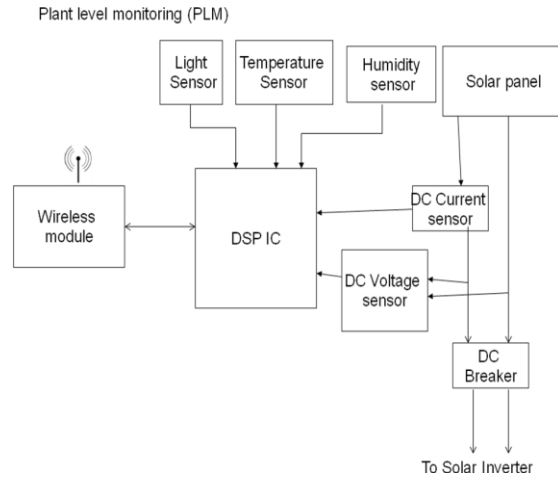 Plant level monitoring (PLM)
Light
Sensor
Temperature
Sensor
Humidity
sensor
Solar panel
Wireless
module
DSP IC
DC Current
sensor
DC Voltage
sensor
DC
Breaker
To Solar Inverter